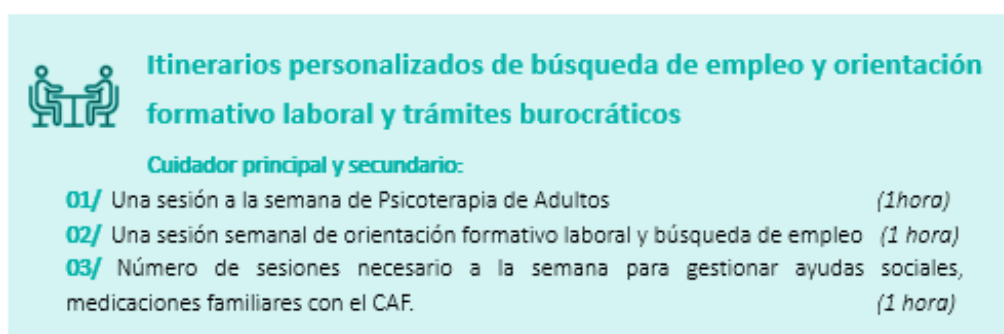 Itinerarios personalizados de búsqueda de empleo y orientación
formativo laboral y trámites burocráticos
Cuidador principal y secundario:
01/ Una sesión a la semana de Psicoterapia de Adultos (1hora)
02/ Una sesión semanal de orientación formativo laboral y búsqueda de empleo (1 hora)
03/ Número de sesiones necesario a la semana para gestionar ayudas sociales,
medicaciones familiares con el CAF. (1 hora)